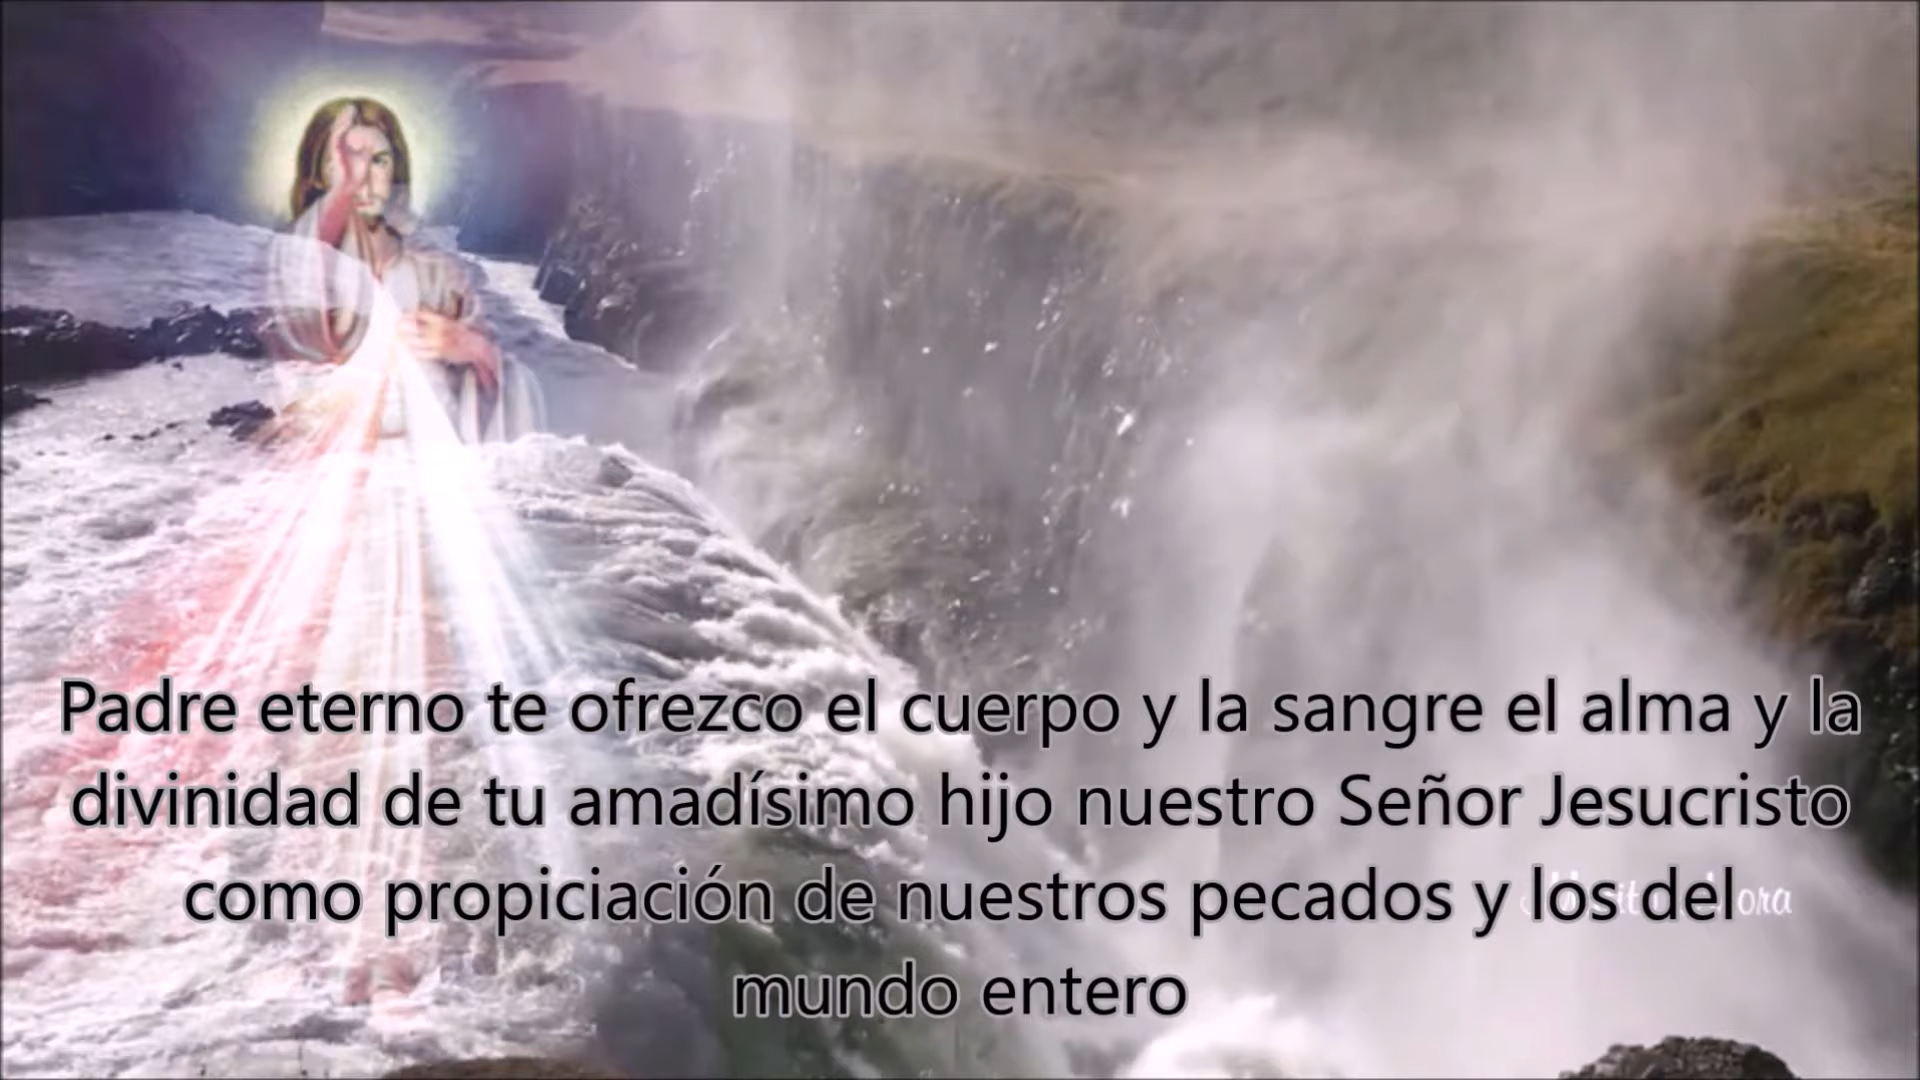 Padre eterno te ofrezco el cuerpo y la sangre el alma y la
divinidad de tu amadísimo hijo nuestro Señor Jesucristo
como propiciación de nuestros pecados y los del
mundo entero